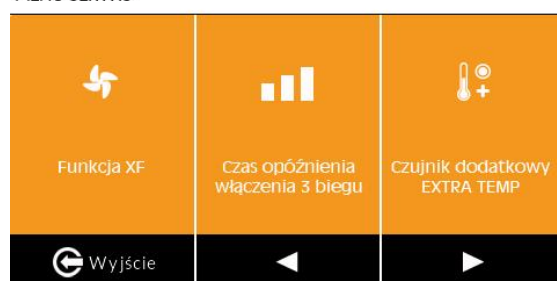 Funkcja XF
Czas opóźnienia
włączenia 3 biegu
Czujnik dodatkowy
EXTRA TEMP
Wyjście